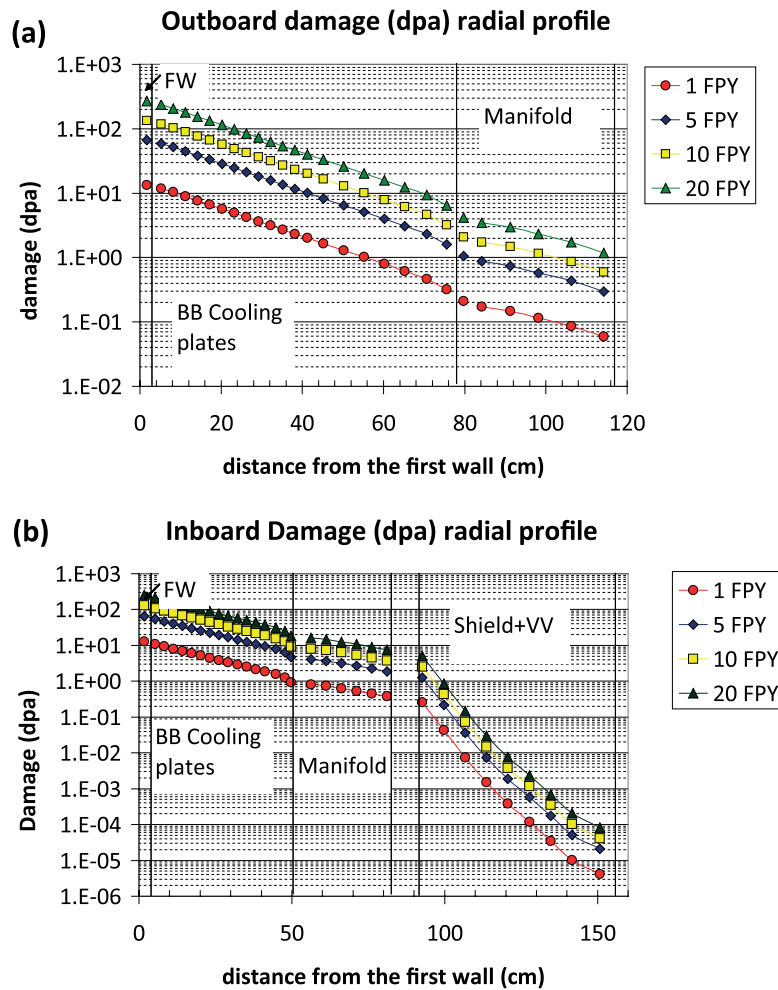 (a)
Outboard damage (dpa) radial profile
1.E+03
1.E+02
1.E+01
1.E+00
1.E-01
1.E-02
damage (dpa)
FW
Manifold
BB Cooling
plates
1 FPY
5 FPY
10 FPY
20 FPY
0 20 40 60 80 100 120
distance from the first wall (cm)
(b)
Inboard Damage (dpa) radial profile
1.E+03
1.E+02
1.E+01
1.E+00
1.E-01
1.E-02
1.E-03
1.E-04
1.E-05
1.E-06
Damage (dpa)
FW
Shield+VV
BB Cooling
plates
Manifold
1 FPY
5 FPY
10 FPY
20 FPY
0 50 100 150
distance from the first wall (cm)